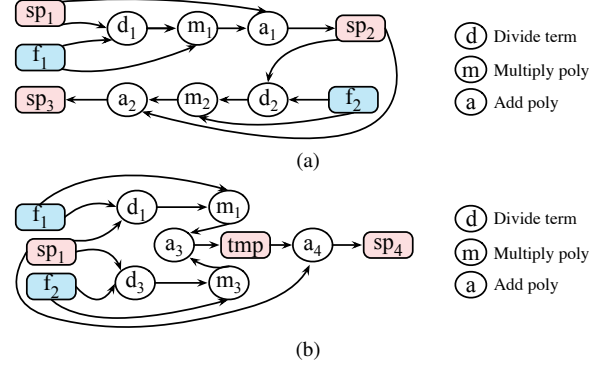 sp1 d1 m1 a1 sp2 d Divide term
f1 m Multiply poly
sp3 a2 m2 d2 f2 a Add poly
(a)
f1 d1 m1 d Divide term
sp1 a3 tmp a4 sp4 m Multiply poly
f2 d3 m3 a Add poly
(b)